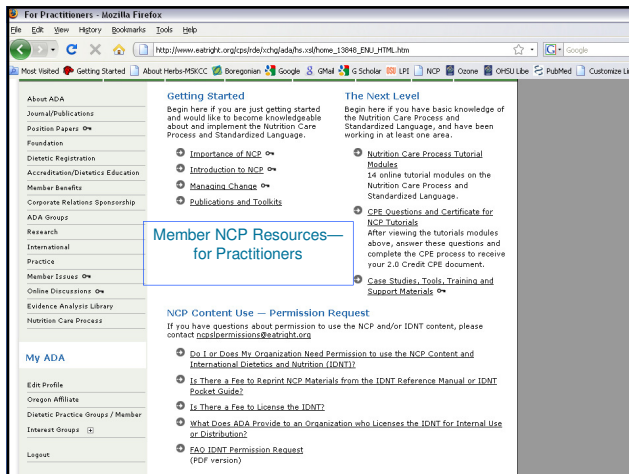 For Practitioners - Mozilla Firefox
File Edit View History Bookmarks Tools Help
http://www.eatright.org/cps/rde/xchg/ada/hs.xsl/home_13848_ENU_HTML.htm
Google
Most Visited Getting Started About Herbs-MSKCC Boregonian Google GMail G Scholar LPI NCP Ozone OHSU Libe PubMed Customize Li
About ADA
Journal/Publications
Position Papers
Foundation
Dietetic Registration
Accreditation/Dietetics Education
Member Benefits
Corporate Relations Sponsorship
ADA Groups
Research
International
Practice
Member Issues
Online Discussions
Evidence Analysis Library
Nutrition Care Process
My ADA
Edit Profile
Oregon Affiliate
Dietetic Practice Groups / Member
Interest Groups
Logout
Getting Started
Begin here if you are just getting started
and would like to become knowledgeable
about and implement the Nutrition Care
Process and Standardized Language.
Importance of NCP
Introduction to NCP
Managing Change
Publications and Toolkits
The Next Level
Begin here if you have basic knowledge of
the Nutrition Care Process and
Standardized Language, and have been
working in at least one area.
Nutrition Care Process Tutorial
Modules
14 online tutorial modules on the
Nutrition Care Process and
Standardized Language.
CPE Questions and Certificate for
NCP Tutorials
After viewing the tutorials modules
above, answer these questions and
complete the CPE process to receive
your 2.0 Credit CPE document.
Case Studies, Tools, Training and
Support Materials
Member NCP Resources—
for Practitioners
NCP Content Use — Permission Request
If you have questions about permission to use the NCP and/or IDNT content, please
contact ncpslpermissions@eatright.org
Do I or Does My Organization Need Permission to use the NCP Content and
International Dietetics and Nutrition (IDNT)?
Is There a Fee to Reprint NCP Materials from the IDNT Reference Manual or IDNT
Pocket Guide?
Is There a Fee to License the IDNT?
What Does ADA Provide to an Organization who Licenses the IDNT for Internal Use
or Distribution?
FAQ IDNT Permission Request
(PDF version)